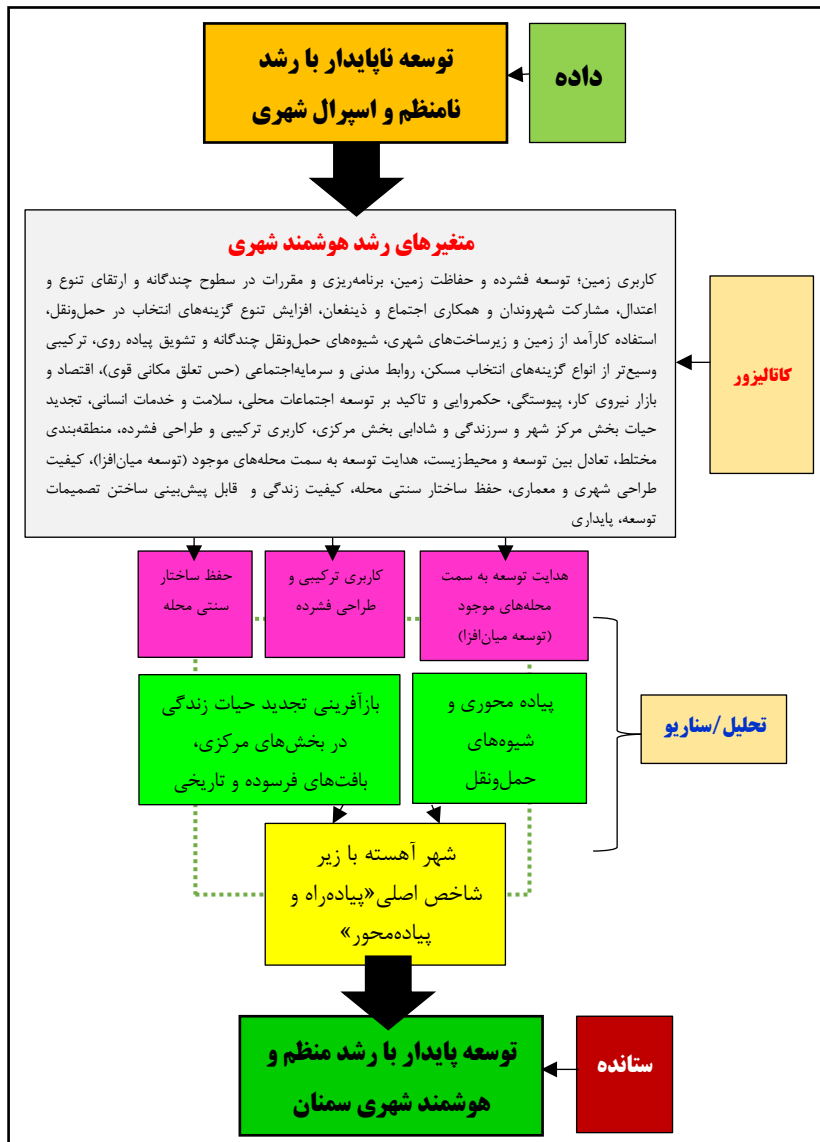 توسعه ناپایدار با رشد
نامنظم و اسپرال شهری
داده
متغیرهای رشد هوشمند شهری
کاربری زمین؛ توسعه فشرده و حفاظت زمین، برنامه‌ریزی و مقررات در سطوح چندگانه و ارتقای تنوع و
اعتدال، مشارکت شهروندان و همکاری اجتماع و ذینفعان، افزایش تنوع گزینه‌های انتخاب در حمل‌ونقل،
استفاده کارآمد از زمین و زیرساخت‌های شهری، شیوه‌های حمل‌ونقل چندگانه و تشویق پیاده روی، ترکیبی
وسیع‌تر از انواع گزینه‌های انتخاب مسکن، روابط مدنی و سرمایه‌اجتماعی (حس تعلق مکانی قوی)، اقتصاد و
بازار نیروی کار، پیوستگی، حکمروایی و تاکید بر توسعه اجتماعات محلی، سلامت و خدمات انسانی، تجدید
حیات بخش مرکز شهر و سرزندگی و شادابی بخش مرکزی، کاربری ترکیبی و طراحی فشرده، منطقه‌بندی
مختلط، تعادل بین توسعه و محیط‌زیست، هدایت توسعه به سمت محله‌های موجود (توسعه میان‌افزا)، کیفیت
طراحی شهری و معماری، حفظ ساختار سنتی محله، کیفیت زندگی و قابل پیش‌بینی ساختن تصمیمات
توسعه، پایداری
کاتالیزور
هدایت توسعه به سمت
محله‌های موجود
(توسعه میان‌افزا)
کاربری ترکیبی و
طراحی فشرده
حفظ ساختار
سنتی محله
پیاده محوری و
شیوه‌های
حمل‌ونقل
بازآفرینی تجدید حیات زندگی
در بخش‌های مرکزی،
بافت‌های فرسوده و تاریخی
تحلیل/سناریو
شهر آهسته با زیر
شاخص اصلی«پیاده‌راه و
پیاده‌محور»
توسعه پایدار با رشد منظم و
هوشمند شهری سمنان
ستانده